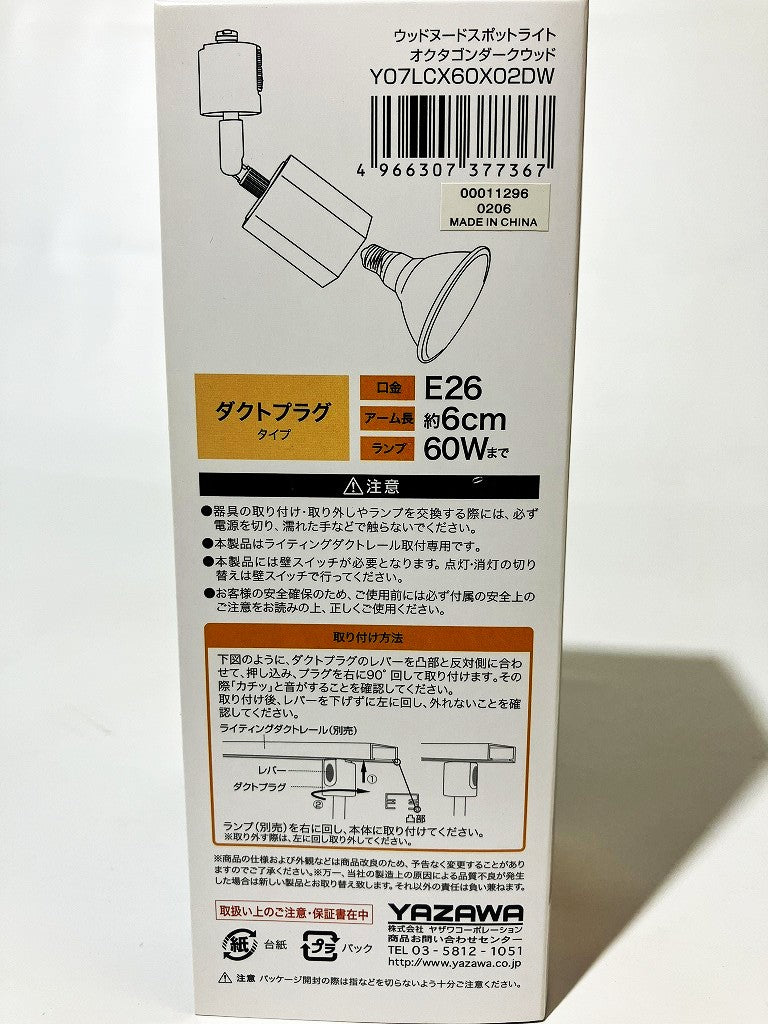 ウッドヌードスポットライト
オクタゴンダークウッド
Y07LCX60X02DW
4 966307 377367
00011296
0206
MADE IN CHINA
ダクトプラグ
タイプ
口金 E26
アーム長 約6cm
ランプ 60Wまで
⚠注意
●器具の取り付け・取り外しやランプを交換する際には、必ず
電源を切り、濡れた手などで触らないでください。
●本製品はライティングダクトレール取付専用です。
●本製品には壁スイッチが必要となります。点灯・消灯の切り
替えは壁スイッチで行ってください。
●お客様の安全確保のため、ご使用前には必ず付属の安全上の
ご注意をお読みの上、正しくご使用ください。
取り付け方法
下図のように、ダクトプラグのレバーを凸部と反対側に合わ
せて、押し込み、プラグを右に90°回して取り付けます。その
際「カチッ」と音がすることを確認してください。
取り付け後、レバーを下げずに左に回し、外れないことを確
認してください。
ライティングダクトレール(別売)
レバー
①
ダクトプラグ
②
凸部
ランプ(別売)を右に回し、本体に取り付けてください。
※取り外す際は、左に回し取り外してください。
※商品の仕様および外観などは商品改良のため、予告なく変更することがあり
ますのでご了承ください。※万一、当社の製造上の原因による品質不良が発生
した場合は新しい製品とお取り替え致します。それ以外の責任は負い兼ねます。
取扱い上のご注意・保証書在中
YAZAWA
株式会社 ヤザワコーポレーション
商品お問い合わせセンター
紙 台紙 プラ パック
TEL 03-5812-1051
http://www.yazawa.co.jp
⚠ 注意 パッケージ開封の際は指などを切らないよう十分ご注意ください。